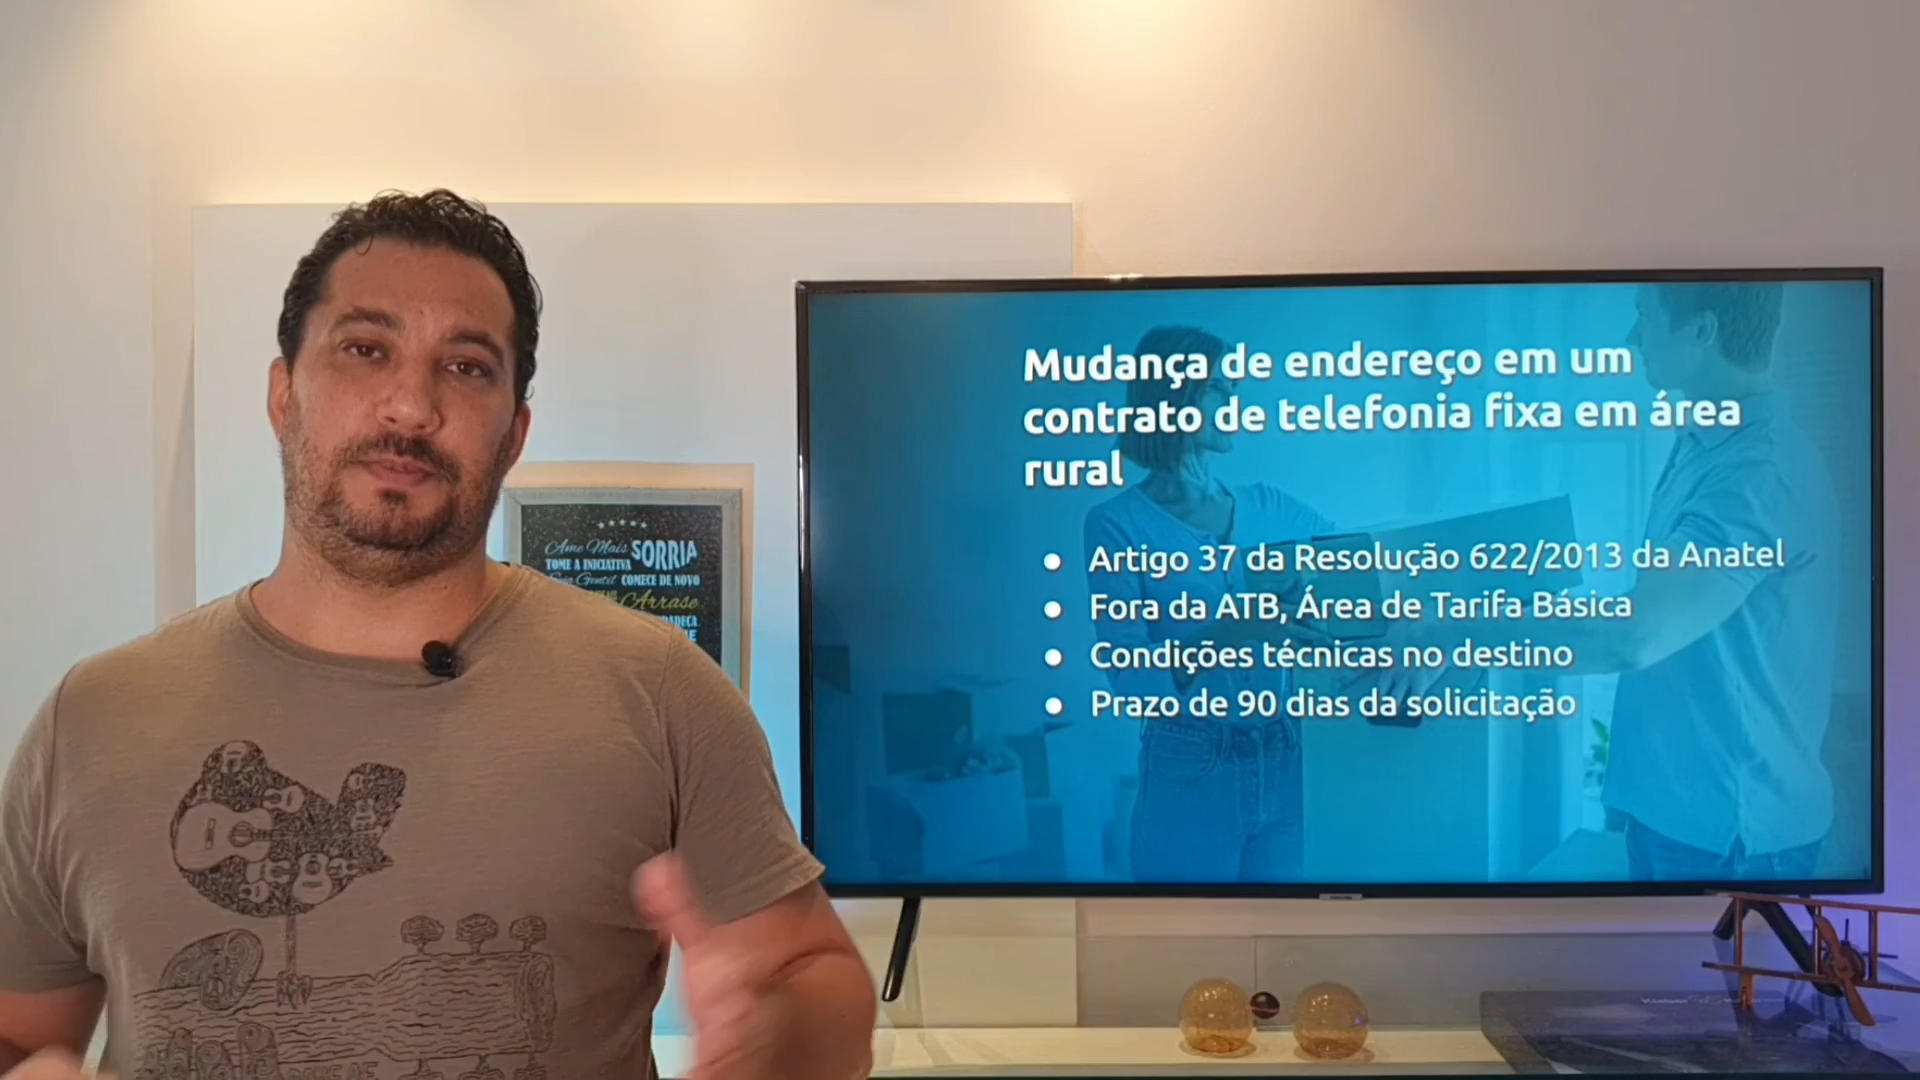 Mudança de endereço em um
contrato de telefonia fixa em área
rural
● Artigo 37 da Resolução 622/2013 da Anatel
● Fora da ATB, Área de Tarifa Básica
● Condições técnicas no destino
● Prazo de 90 dias da solicitação
Ame Mais SORRIA
TOME A INICIATIVA
Seja Gentil COMECE DE NOVO
Arrase